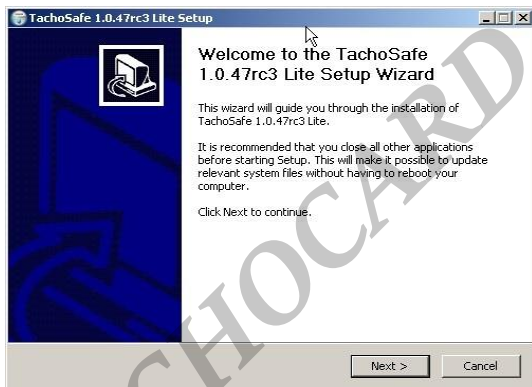 TachoSafe 1.0.47rc3 Lite Setup
Welcome to the TachoSafe
1.0.47rc3 Lite Setup Wizard
This wizard will guide you through the installation of
TachoSafe 1.0.47rc3 Lite.
It is recommended that you close all other applications
before starting Setup. This will make it possible to update
relevant system files without having to reboot your
computer.
Click Next to continue.
Next >
Cancel
CHOCARD